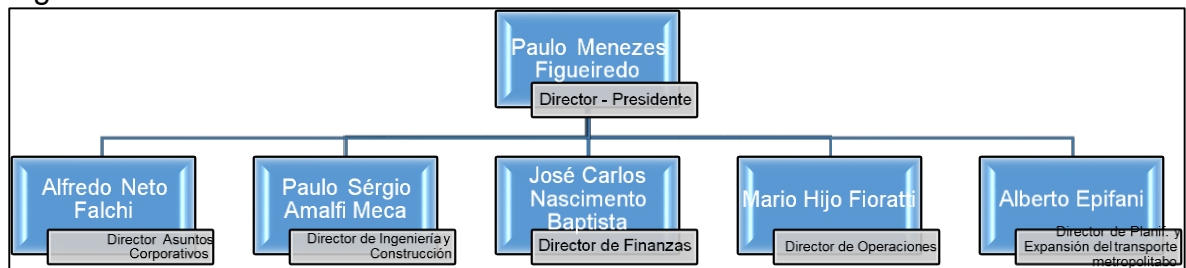 Paulo Menezes
Figueiredo
Director - Presidente
Alfredo Neto
Falchi
Director Asuntos
Corporativos
Paulo Sérgio
Amalfi Meca
Director de Ingeniería y
Construcción
José Carlos
Nascimento
Baptista
Director de Finanzas
Mario Hijo Fioratti
Director de Operaciones
Alberto Epifani
Director de Planif. y
Expansión del transporte
metropolitabo